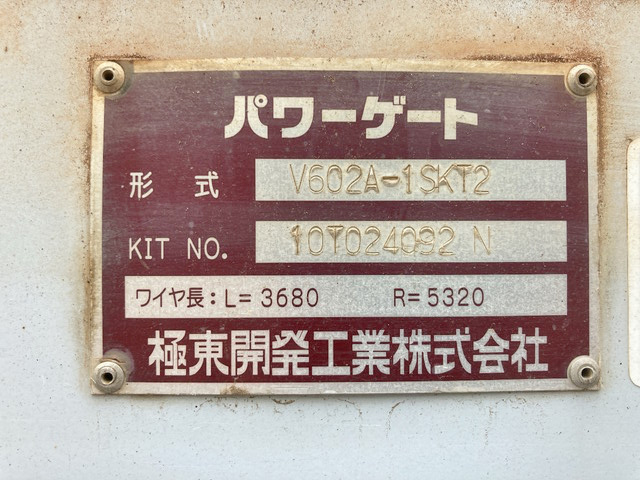 パワーゲート
形式 V602A-1SKT2
KIT NO. 10T024092 N
ワイヤ長:L=3680 R=5320
極東開発工業株式会社